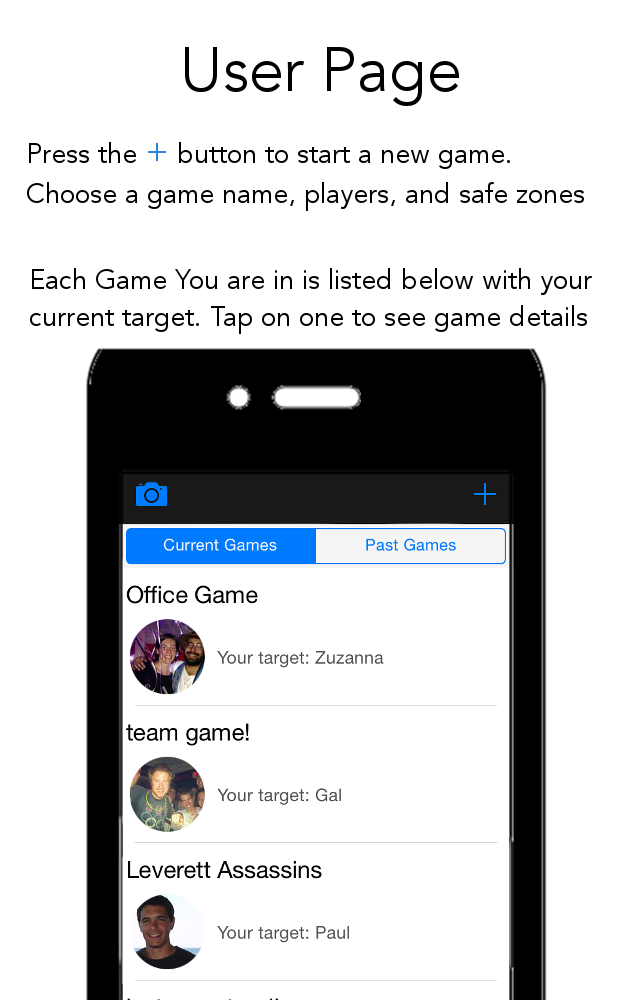 User Page
Press the + button to start a new game.
Choose a game name, players, and safe zones
Each Game You are in is listed below with your
current target. Tap on one to see game details
Current Games Past Games
Office Game
Your target: Zuzanna
team game!
Your target: Gal
Leverett Assassins
Your target: Paul